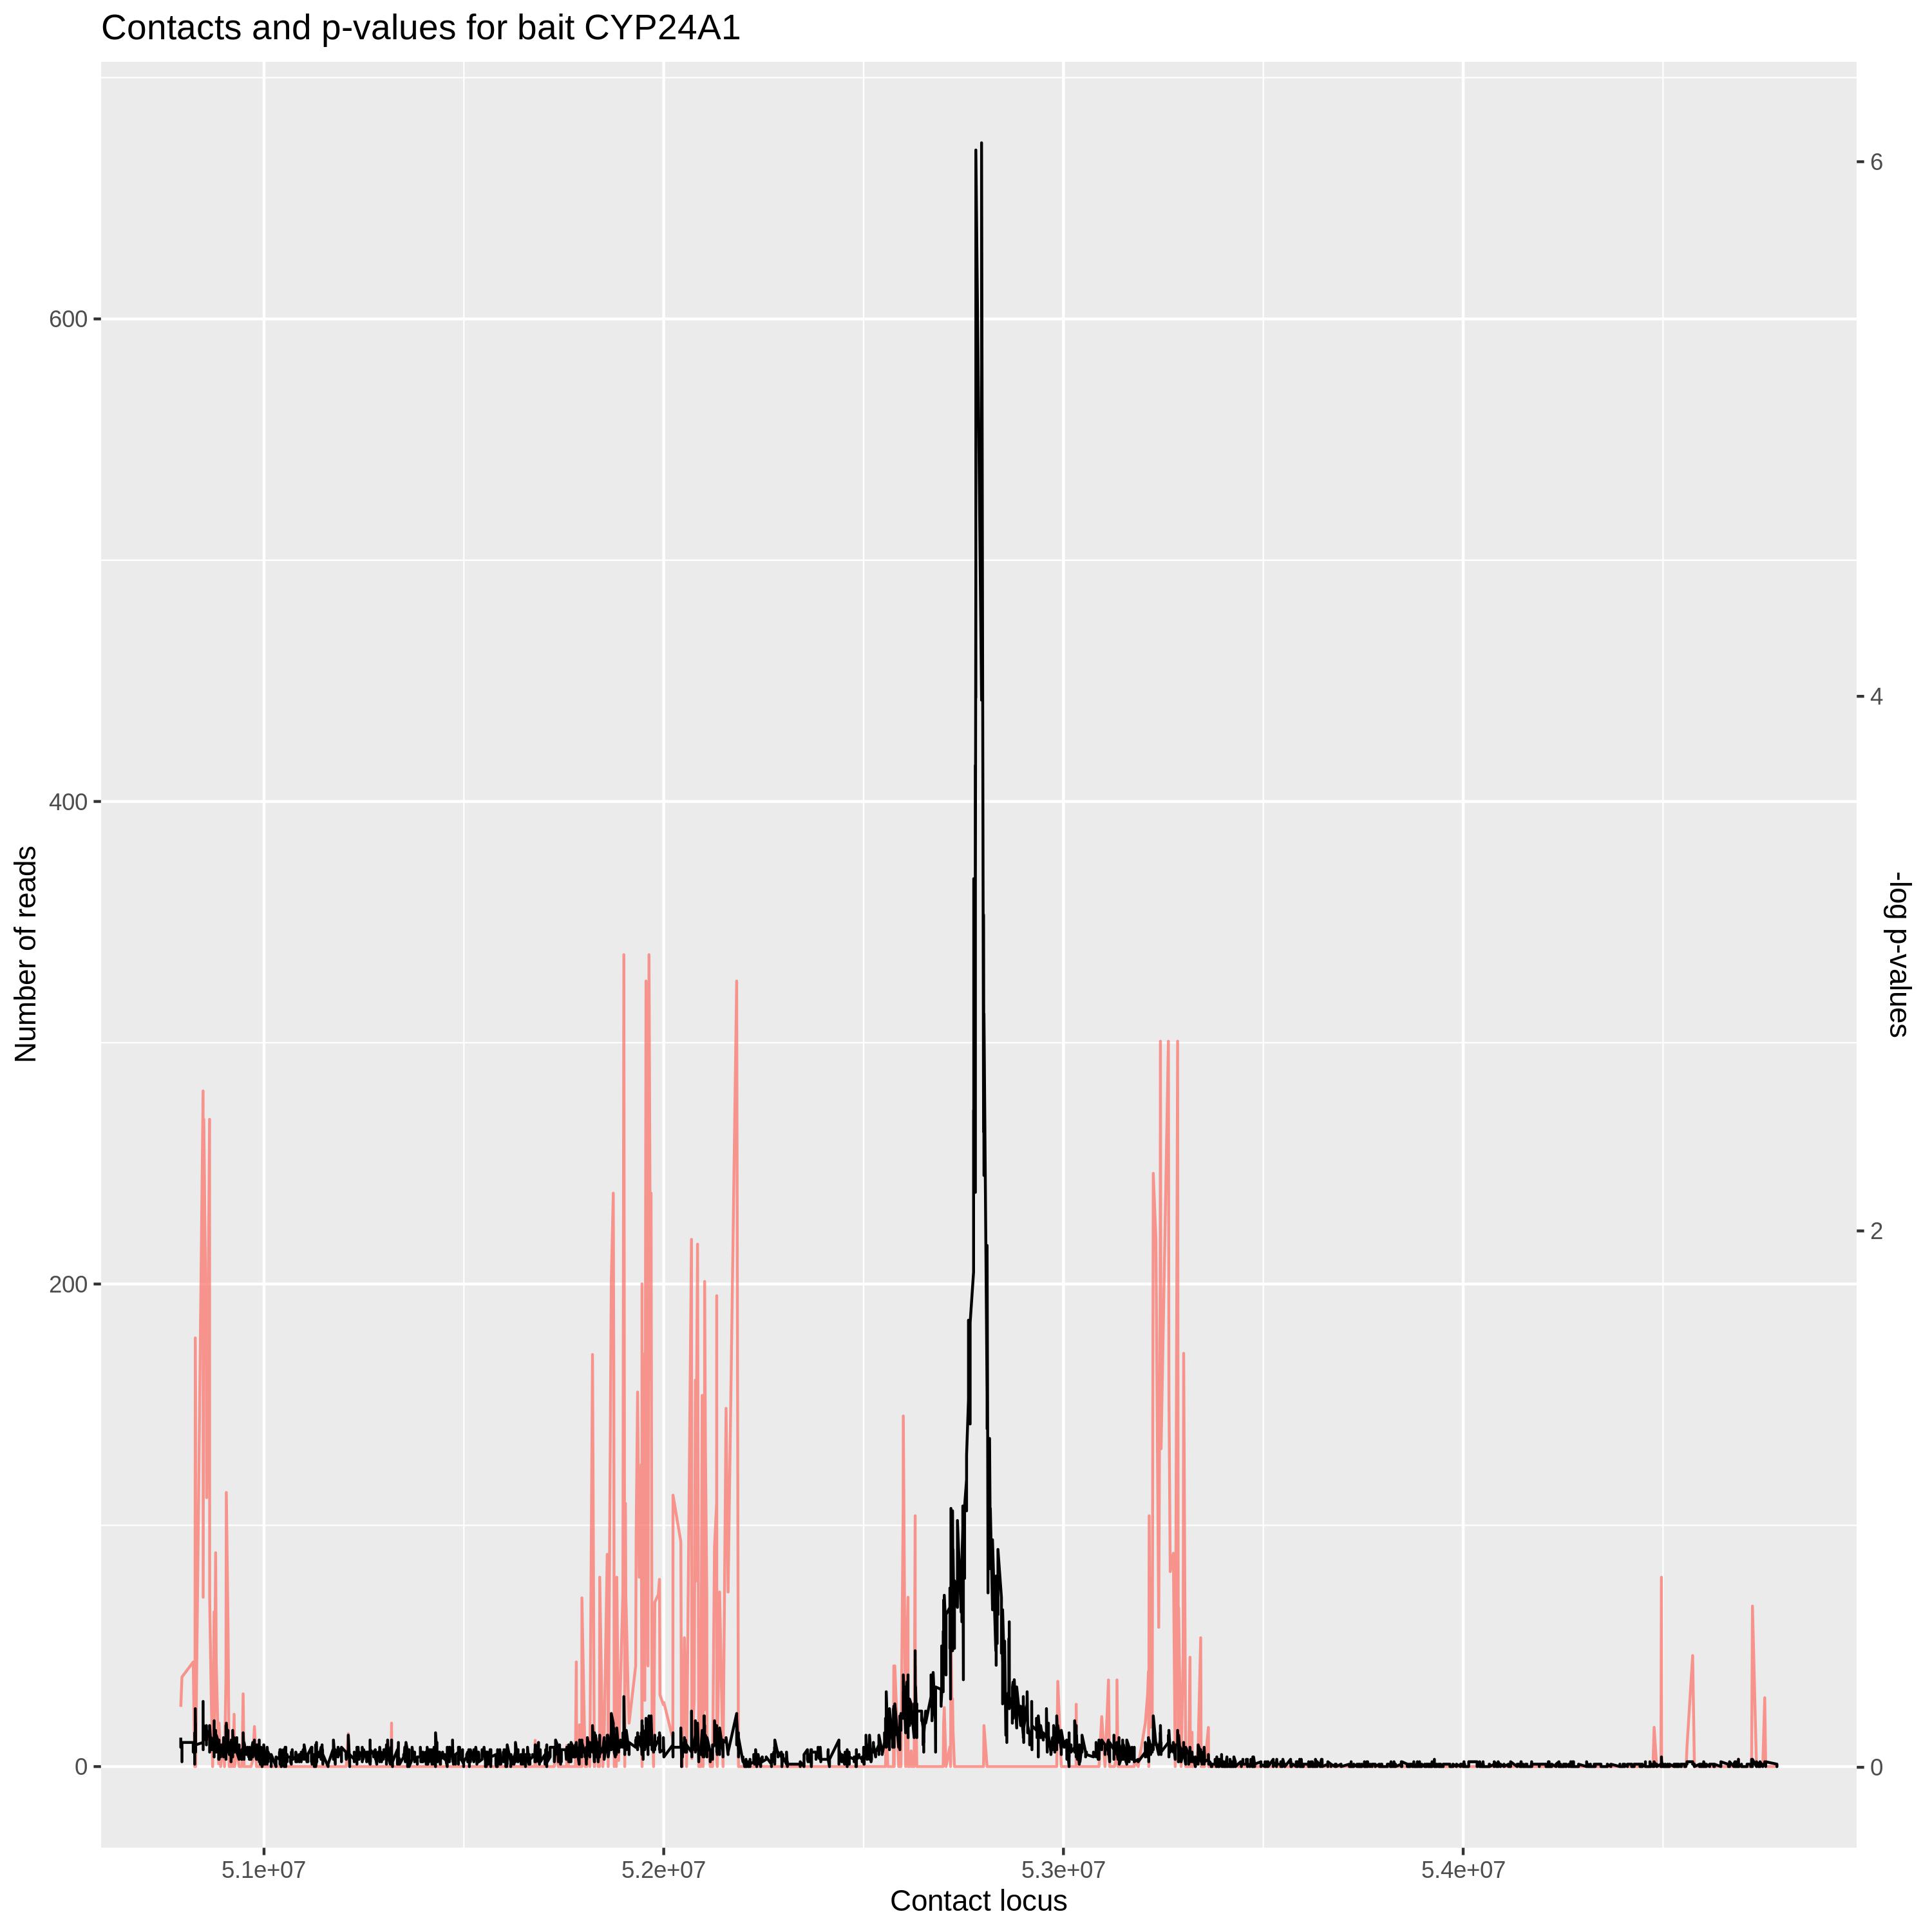 Contacts and p-values for bait CYP24A1
600
400
200
0
Number of reads
6
4
2
0
-log p-values
5.1e+07 5.2e+07 5.3e+07 5.4e+07
Contact locus